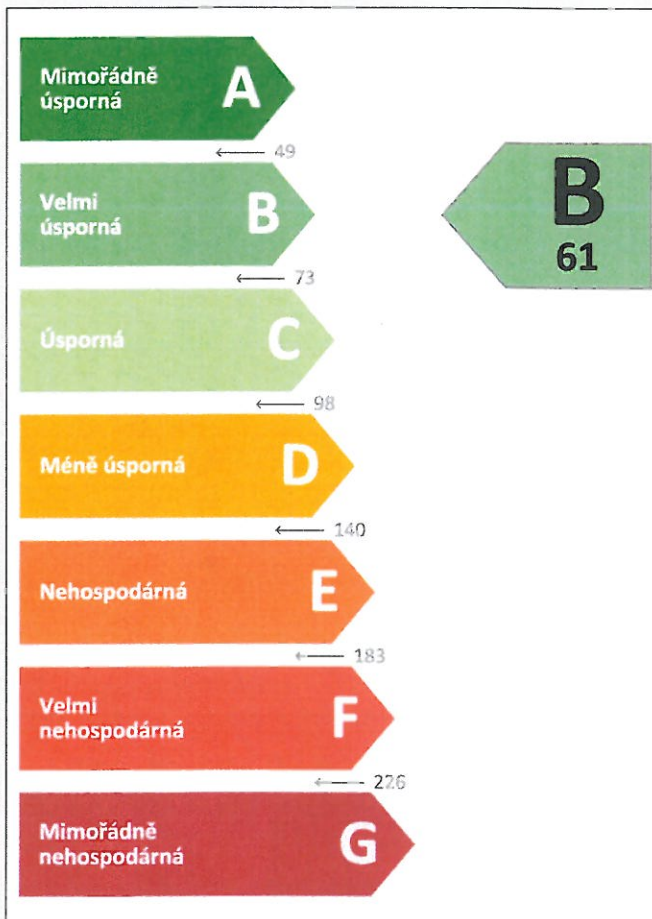 Mimořádně
úsporná
A
49
B
61
Velmi
úsporná
B
73
Úsporná
C
98
Méně úsporná
D
140
Nehospodárná
E
183
Velmi
nehospodárná
F
226
Mimořádně
nehospodárná
G